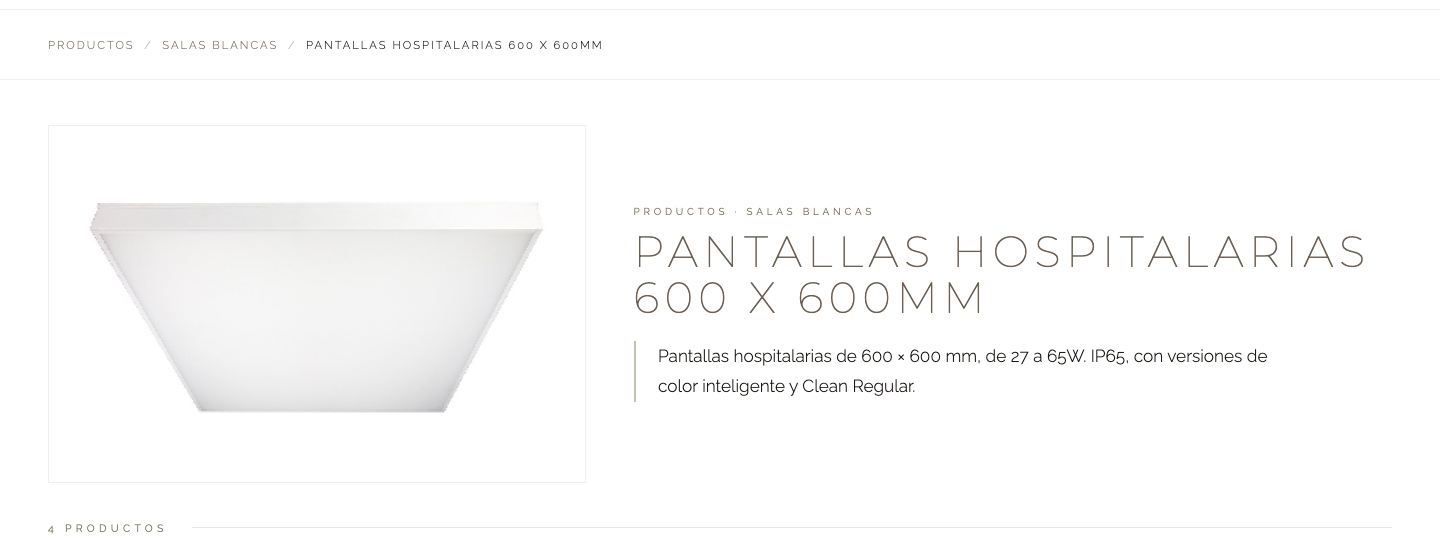 PRODUCTOS / SALAS BLANCAS / PANTALLAS HOSPITALARIAS 600 X 600MM
PRODUCTOS · SALAS BLANCAS
PANTALLAS HOSPITALARIAS
600 X 600MM
Pantallas hospitalarias de 600 × 600 mm, de 27 a 65W. IP65, con versiones de
color inteligente y Clean Regular.
4 PRODUCTOS